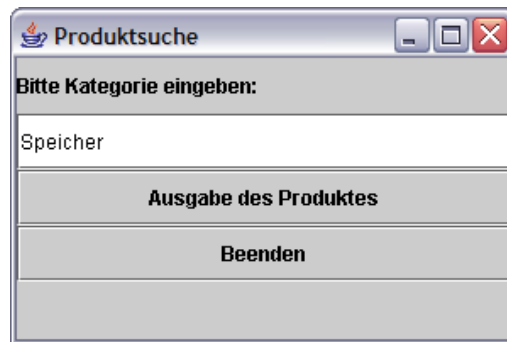 Produktsuche
Bitte Kategorie eingeben:
Speicher
Ausgabe des Produktes
Beenden